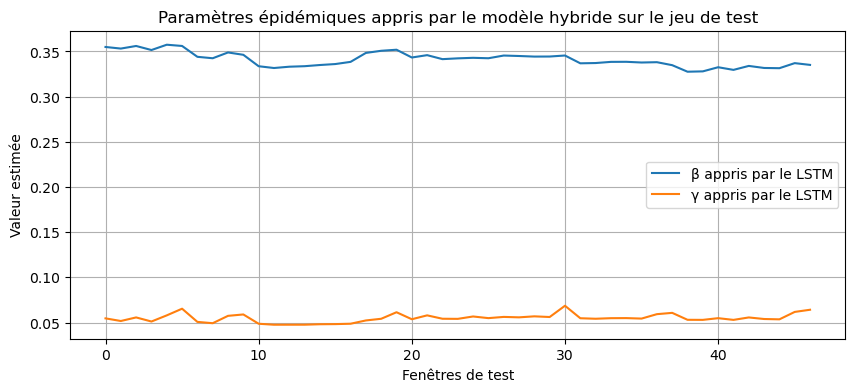 Paramètres épidémiques appris par le modèle hybride sur le jeu de test
Valeur estimée
0.35
0.30
0.25
0.20
0.15
0.10
0.05
β appris par le LSTM
γ appris par le LSTM
0
10
20
30
40
Fenêtres de test